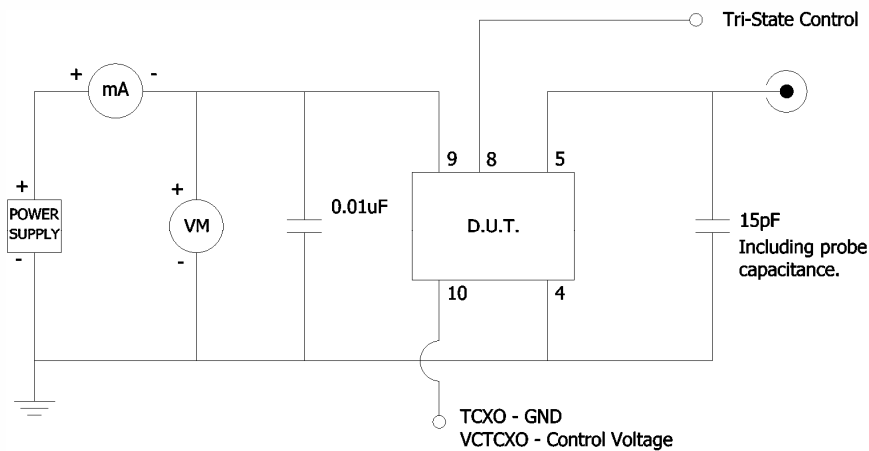 Tri-State Control
+ mA -
9 8 5
+
POWER
SUPPLY
-
+
VM
-
0.01uF
D.U.T.
15pF
Including probe
capacitance.
10 4
TCXO - GND
VCTCXO - Control Voltage